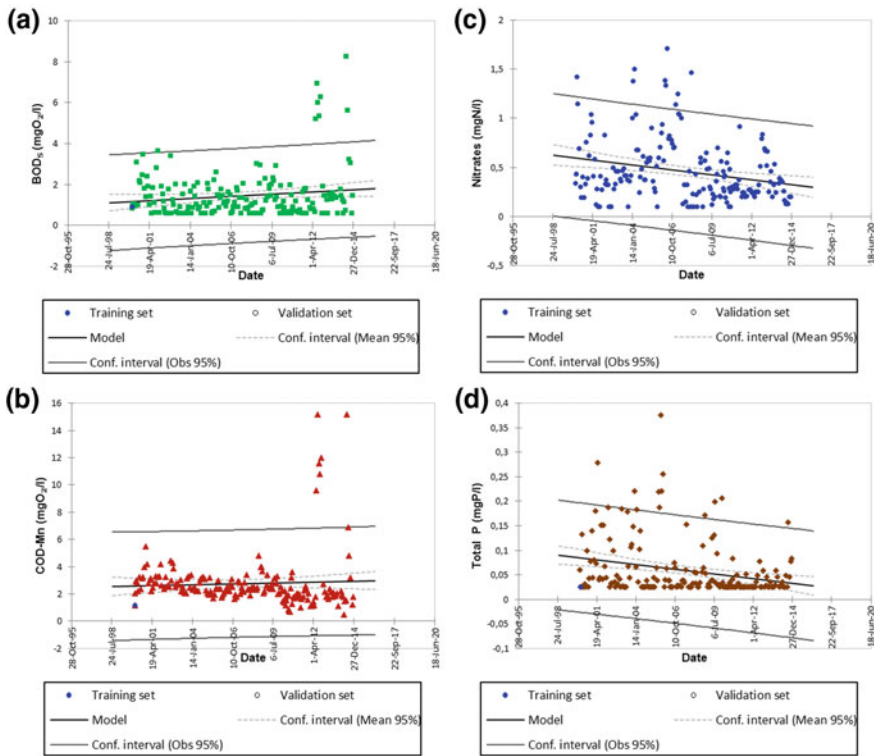 (a)
10
8
6
4
2
0
-2
BOD₅ (mgO₂/l)
28-Oct-95
24-Jul-98
19-Apr-01
14-Jan-04
10-Oct-06
6-Jul-09
1-Apr-12
27-Dec-14
22-Sep-17
18-Jun-20
Date
Training set
Validation set
Model
Conf. interval (Mean 95%)
Conf. interval (Obs 95%)
(c)
2
1,5
1
0,5
0
-0,5
Nitrates (mgN/l)
28-Oct-95
24-Jul-98
19-Apr-01
14-Jan-04
10-Oct-06
6-Jul-09
1-Apr-12
27-Dec-14
22-Sep-17
18-Jun-20
Date
Training set
Validation set
Model
Conf. interval (Mean 95%)
Conf. interval (Obs 95%)
(b)
16
14
12
10
8
6
4
2
0
-2
COD-Mn (mgO₂/l)
28-Oct-95
24-Jul-98
19-Apr-01
14-Jan-04
10-Oct-06
6-Jul-09
1-Apr-12
27-Dec-14
22-Sep-17
18-Jun-20
Date
Training set
Validation set
Model
Conf. interval (Mean 95%)
Conf. interval (Obs 95%)
(d)
0,4
0,35
0,3
0,25
0,2
0,15
0,1
0,05
0
-0,05
-0,1
Total P (mgP/l)
28-Oct-95
24-Jul-98
19-Apr-01
14-Jan-04
10-Oct-06
6-Jul-09
1-Apr-12
27-Dec-14
22-Sep-17
18-Jun-20
Date
Training set
Validation set
Model
Conf. interval (Mean 95%)
Conf. interval (Obs 95%)